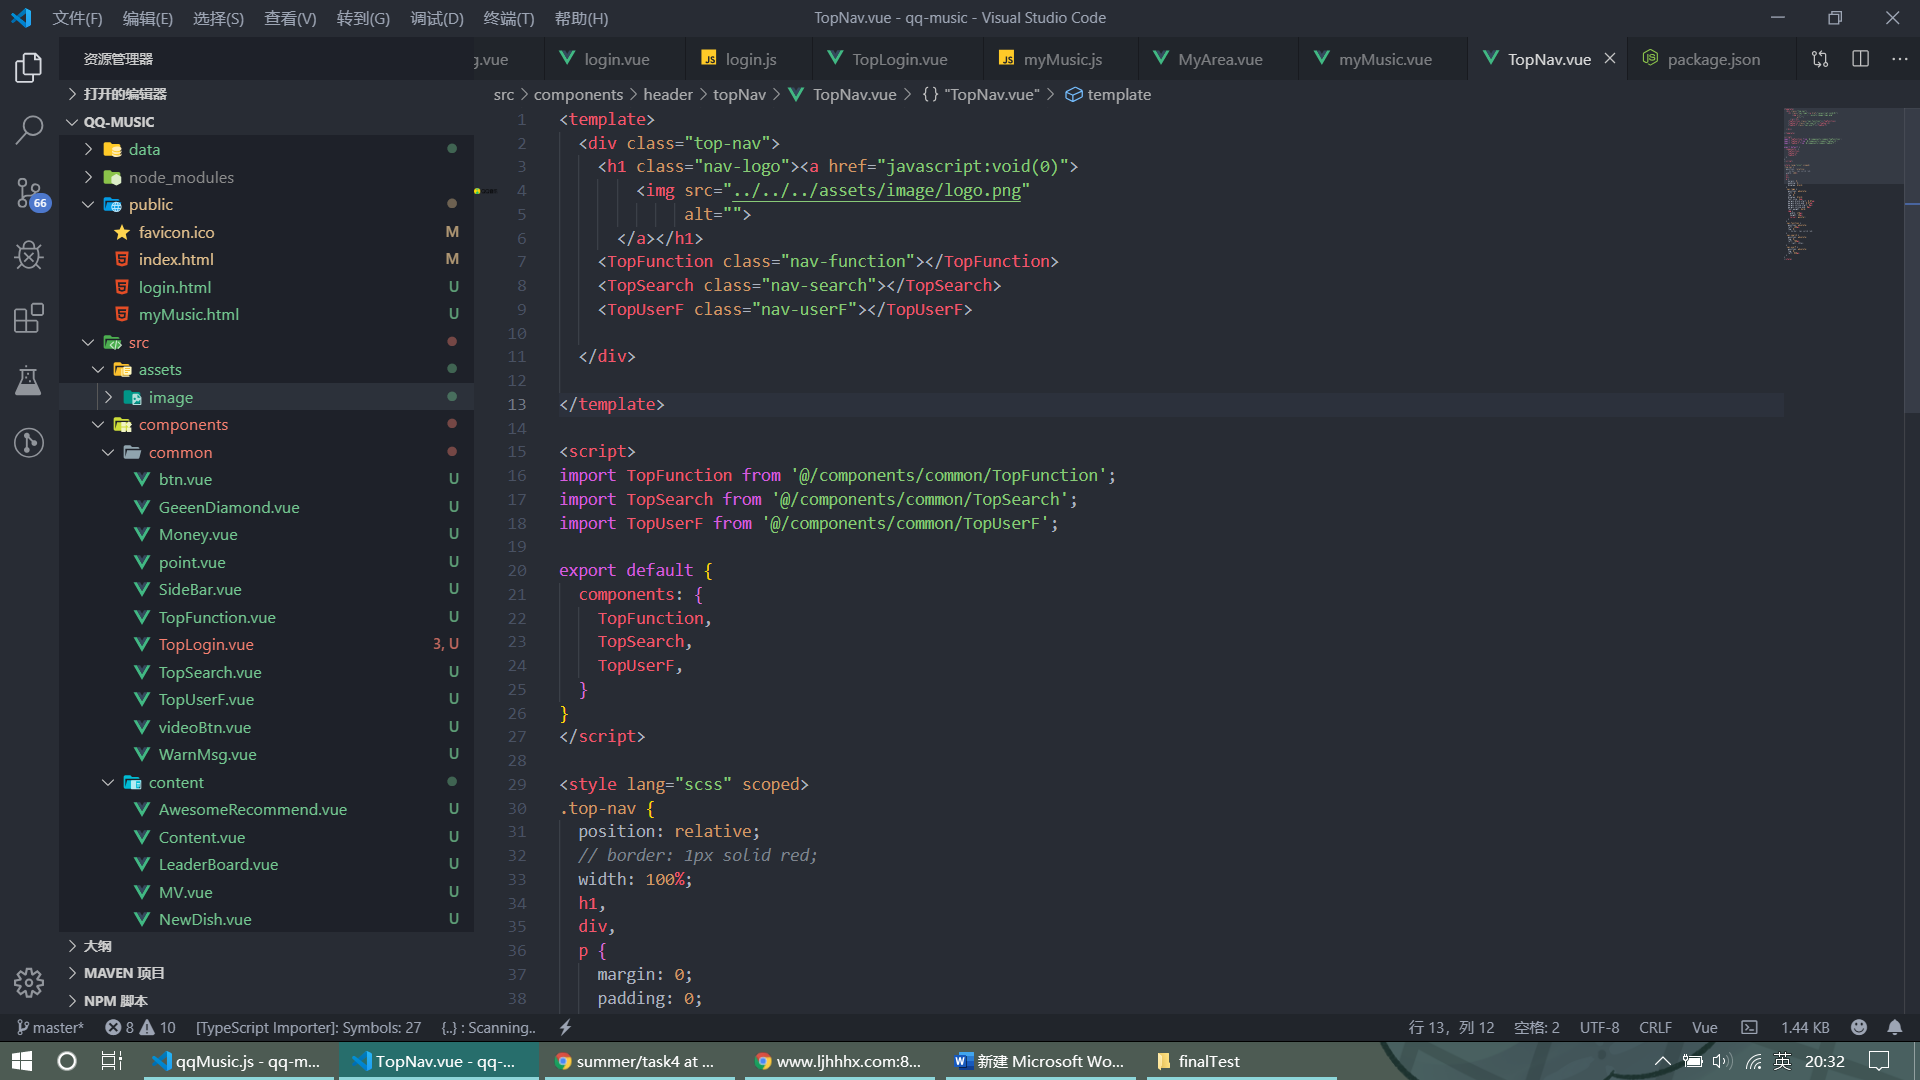 文件(F) 编辑(E) 选择(S) 查看(V) 转到(G) 调试(D) 终端(T) 帮助(H) TopNav.vue - qq-music - Visual Studio Code
资源管理器 g.vue login.vue JS login.js TopLogin.vue JS myMusic.js MyArea.vue myMusic.vue TopNav.vue package.json
打开的编辑器
src > components > header > topNav > TopNav.vue > {} "TopNav.vue" > template
QQ-MUSIC
data
node_modules
public
favicon.ico M
index.html M
login.html U
myMusic.html U
src
assets
image
components
common
btn.vue U
GeeenDiamond.vue U
Money.vue U
point.vue U
SideBar.vue U
TopFunction.vue U
TopLogin.vue 3, U
TopSearch.vue U
TopUserF.vue U
videoBtn.vue U
WarnMsg.vue U
content
AwesomeRecommend.vue U
Content.vue U
LeaderBoard.vue U
MV.vue U
NewDish.vue U
大纲
MAVEN 项目
NPM 脚本
66
1 <template>
2 <div class="top-nav">
3 <h1 class="nav-logo"><a href="javascript:void(0)">
4 <img src="../../../assets/image/logo.png"
5 alt="">
6 </a></h1>
7 <TopFunction class="nav-function"></TopFunction>
8 <TopSearch class="nav-search"></TopSearch>
9 <TopUserF class="nav-userF"></TopUserF>
10
11 </div>
12
13 </template>
14
15 <script>
16 import TopFunction from '@/components/common/TopFunction';
17 import TopSearch from '@/components/common/TopSearch';
18 import TopUserF from '@/components/common/TopUserF';
19
20 export default {
21 components: {
22 TopFunction,
23 TopSearch,
24 TopUserF,
25 }
26 }
27 </script>
28
29 <style lang="scss" scoped>
30 .top-nav {
31 position: relative;
32 // border: 1px solid red;
33 width: 100%;
34 h1,
35 div,
36 p {
37 margin: 0;
38 padding: 0;
master* 8 10 [TypeScript Importer]: Symbols: 27 {..} : Scanning.. 行 13，列 12 空格: 2 UTF-8 CRLF Vue 1.44 KB
qqMusic.js - qq-m... TopNav.vue - qq-... summer/task4 at ... www.ljhhhx.com:8... 新建 Microsoft Wo... finalTest 英 20:32